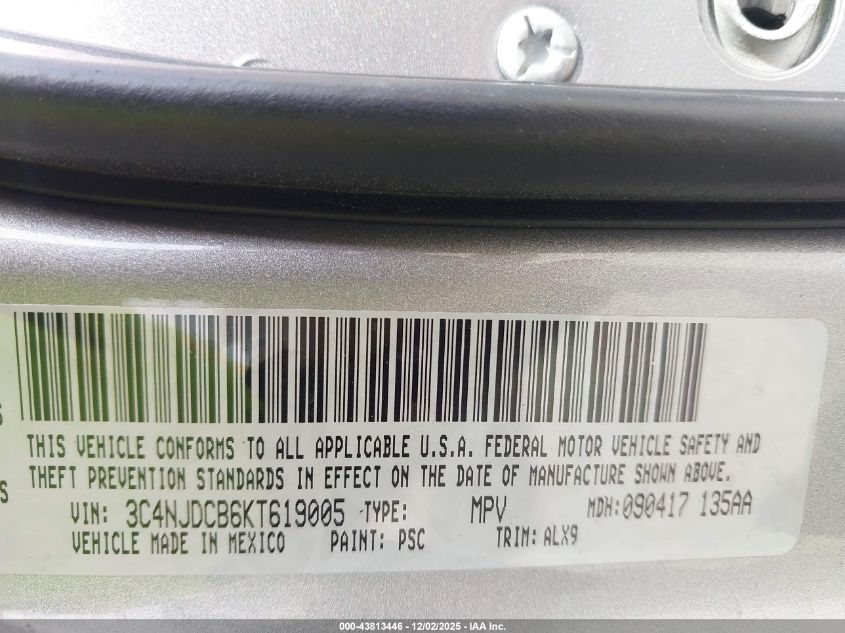 THIS VEHICLE CONFORMS TO ALL APPLICABLE U.S.A. FEDERAL MOTOR VEHICLE SAFETY AND
THEFT PREVENTION STANDARDS IN EFFECT ON THE DATE OF MANUFACTURE SHOWN ABOVE.
VIN: 3C4NJDCB6KT619005 TYPE: MPV MDH:090417 135AA
VEHICLE MADE IN MEXICO PAINT: PSC TRIM: ALX9
000-43813446 - 12/02/2025 - IAA Inc.